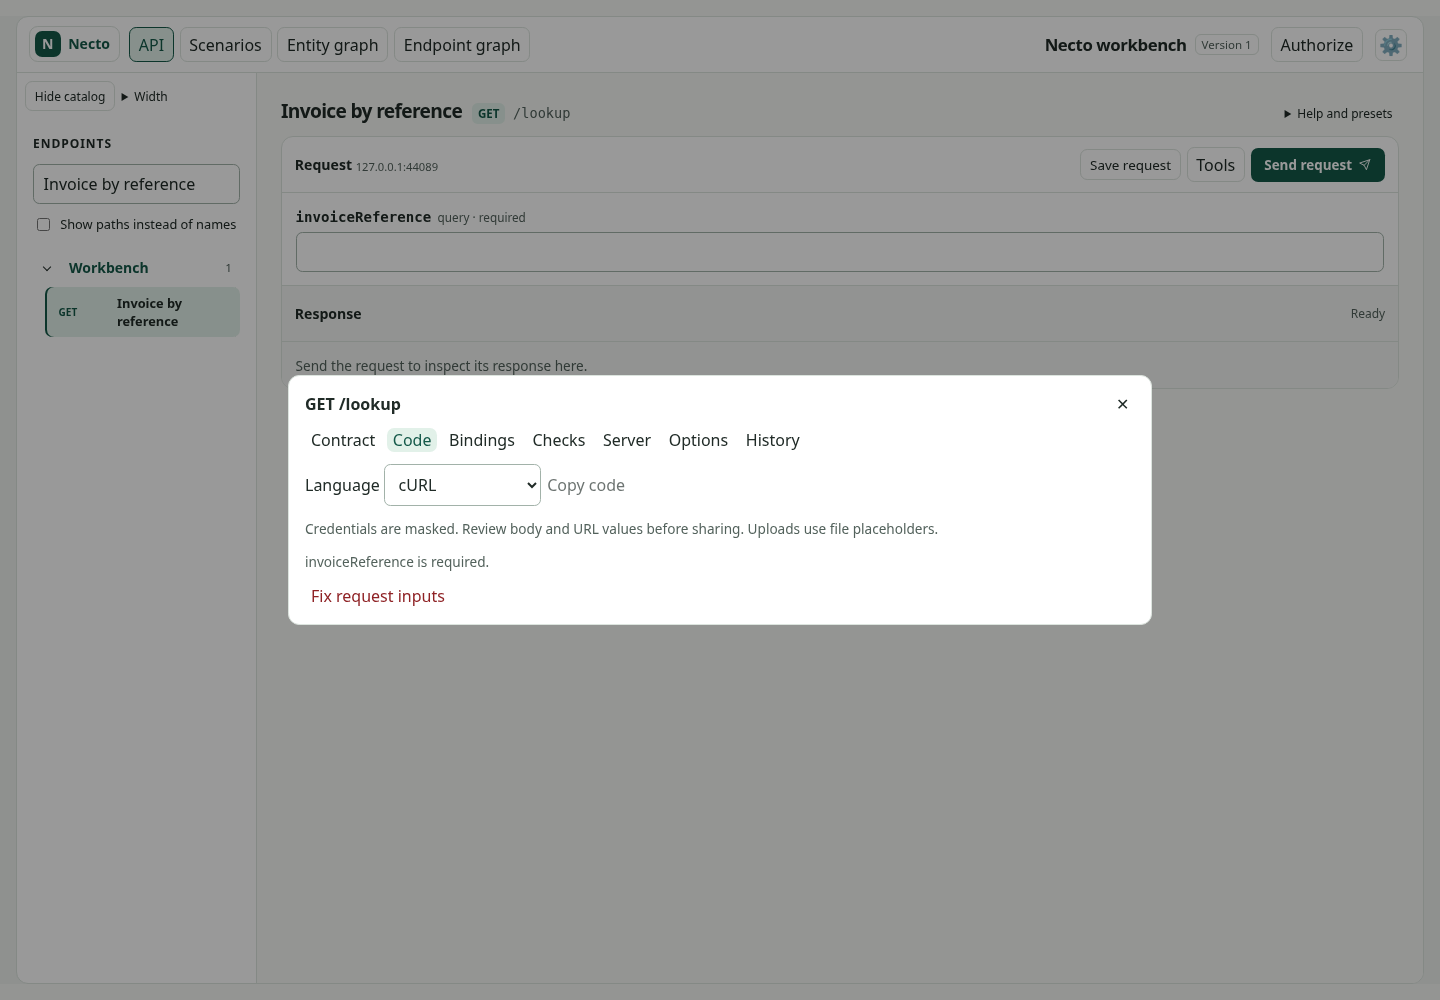 N Necto API Scenarios Entity graph Endpoint graph Necto workbench Version 1 Authorize
Hide catalog Width
ENDPOINTS
Invoice by reference
Show paths instead of names
Workbench 1
GET Invoice by
reference
Invoice by reference GET /lookup Help and presets
Request 127.0.0.1:44089 Save request Tools Send request
invoiceReference query · required
Response Ready
Send the request to inspect its response here.
GET /lookup
Contract Code Bindings Checks Server Options History
Language cURL Copy code
Credentials are masked. Review body and URL values before sharing. Uploads use file placeholders.
invoiceReference is required.
Fix request inputs